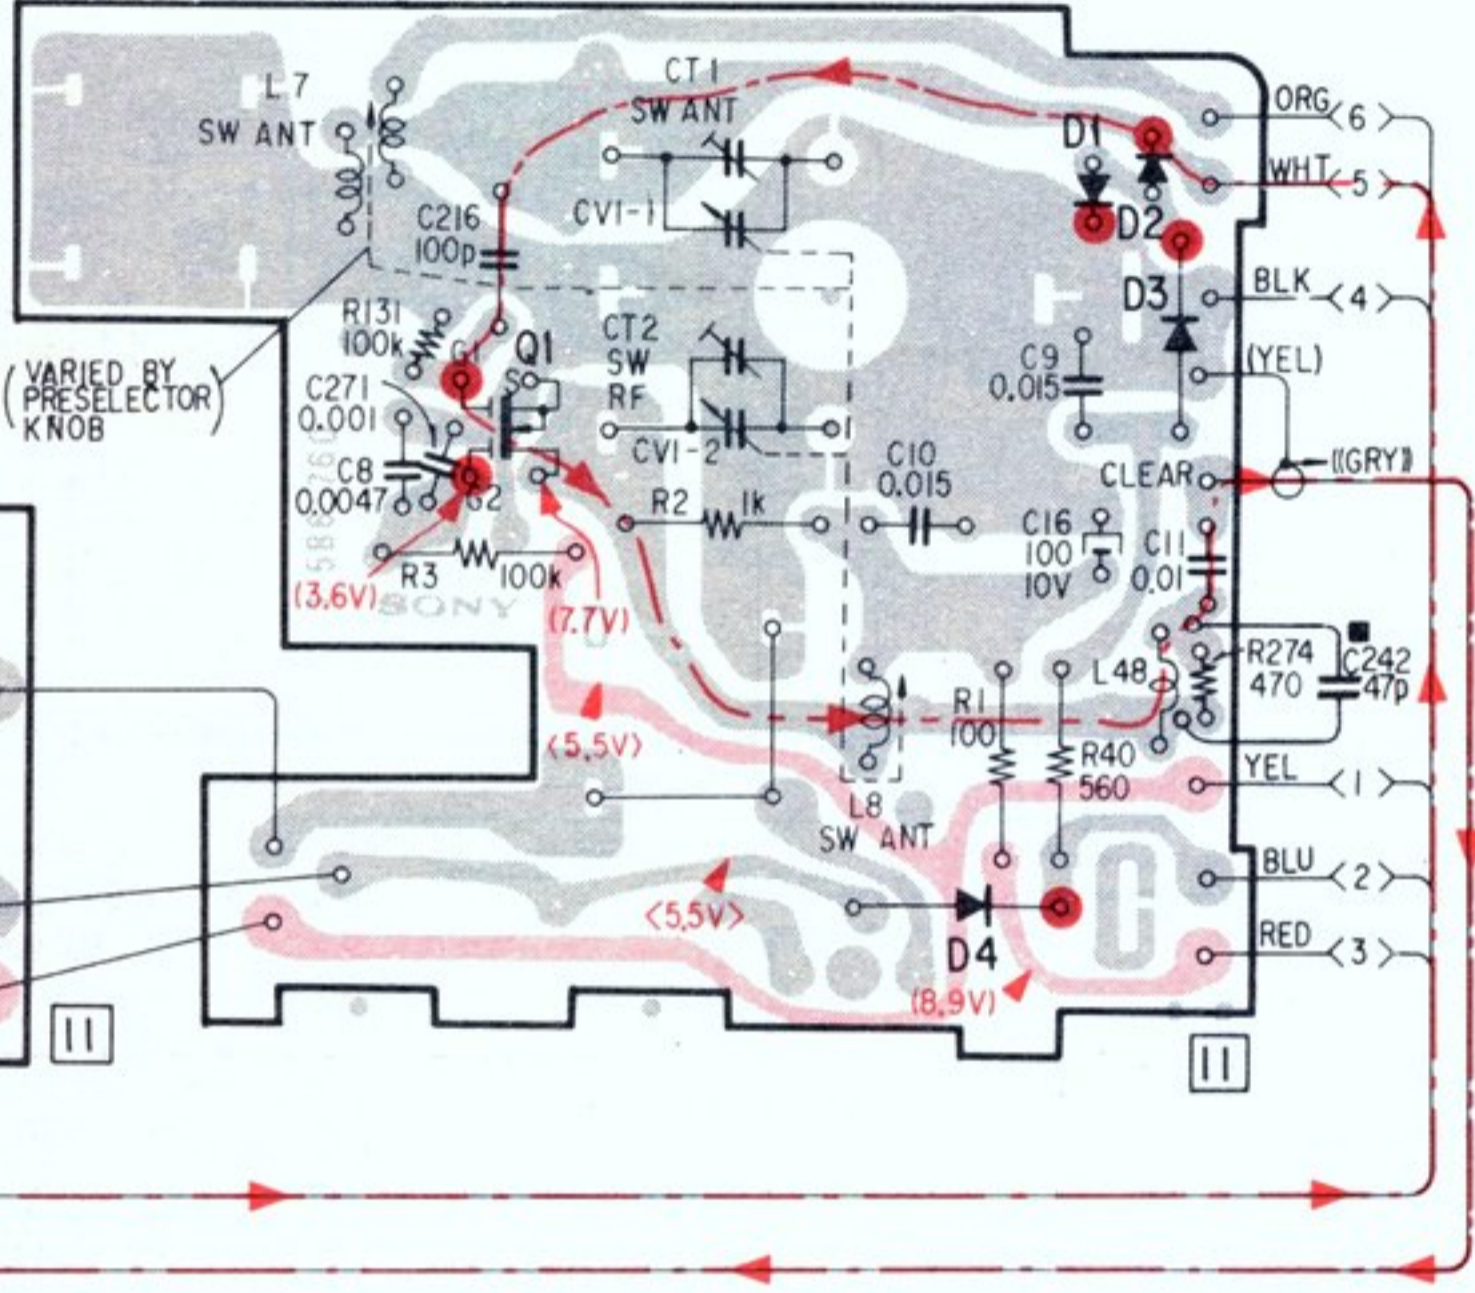 L7
SW ANT
CT1
SW ANT
D1
ORG
6
WHT
5
C216
100p
CV1-1
D2
D3
BLK
4
R131
100k
G1
Q1
S
CT2
SW
RF
C9
0.015
(YEL)
(VARIED BY
PRESELECTOR
KNOB)
C271
0.001
CV1-2
C8
0.0047
G2
R2
1k
C10
0.015
CLEAR
((GRY))
C16
100
10V
C11
0.01
R3
100k
(3.6V)
SONY
(7.7V)
L48
R274
470
C242
47p
<5.5V>
R1
100
R40
560
YEL
1
L8
SW ANT
BLU
2
<5.5V>
D4
RED
3
(8.9V)
11
11